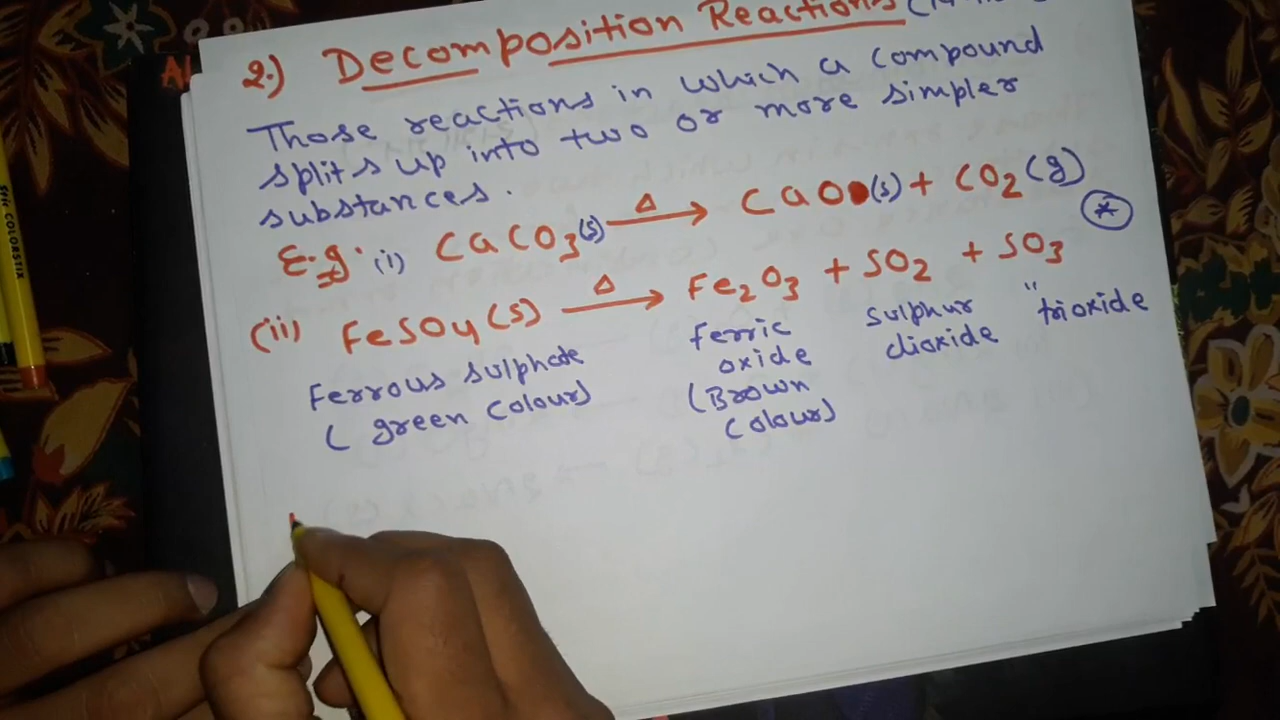 2.) Decomposition Reactions
Those reactions in which a compound
splits up into two or more simpler
substances.
E.g. (i) CaCO3(s) Δ→ CaO(s) + CO2(g)
*
(ii) FeSO4(s) Δ→ Fe2O3 + SO2 + SO3
Ferrous sulphate ferric sulphur " trioxide
(green colour) oxide dioxide
(Brown
colour)
COLORSTIX